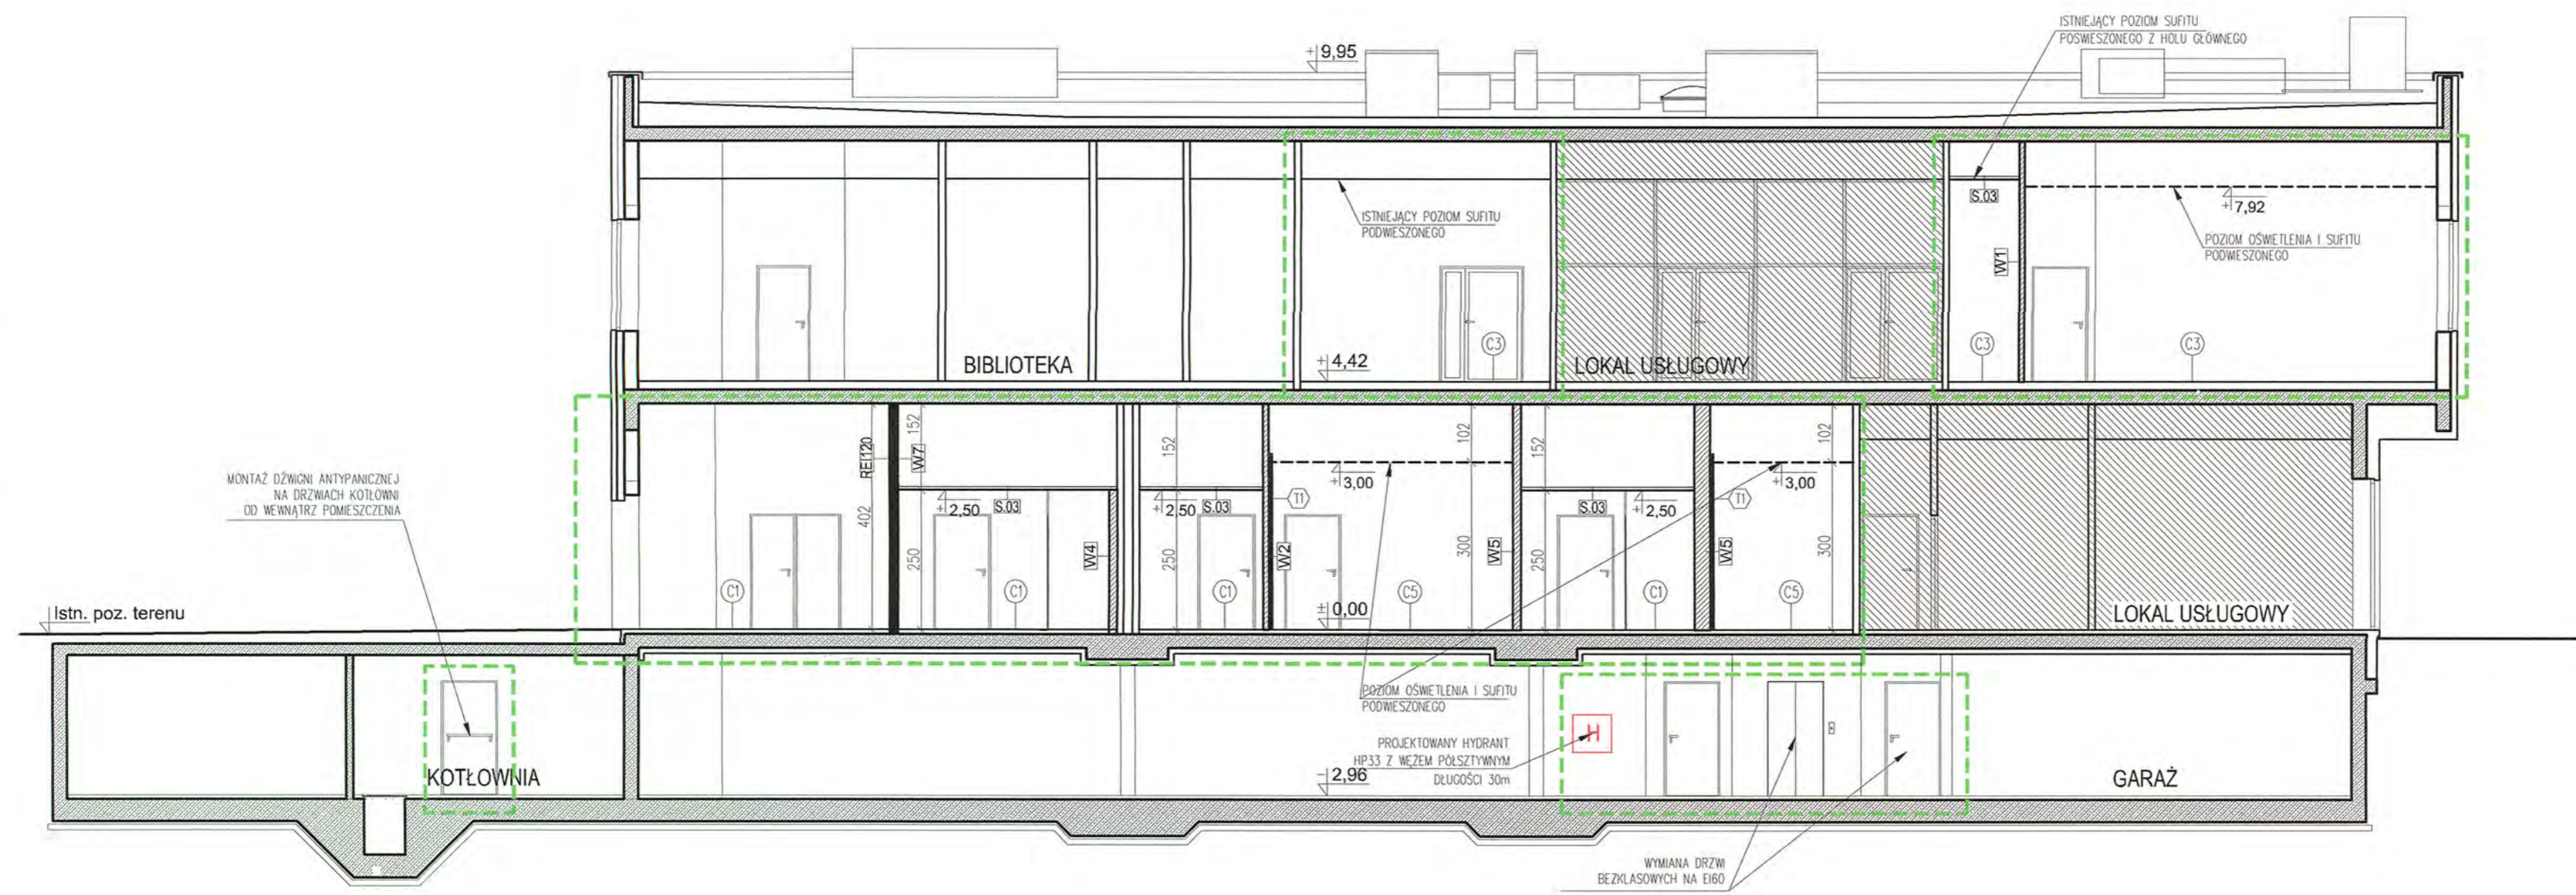 ISTNIEJĄCY POZIOM SUFITU
POSWIESZONEGO Z HOLU GŁÓWNEGO
+9,95
S.03
+7,92
ISTNIEJĄCY POZIOM SUFITU
PODWIESZONEGO
POZIOM OŚWIETLENIA I SUFITU
PODWIESZONEGO
W1
C3
C3
C3
+4,42
BIBLIOTEKA
LOKAL USŁUGOWY
152
152
102
152
102
REI120
W7
MONTAŻ DŹWIGNI ANTYPANICZNEJ
NA DRZWIACH KOTŁOWNI
OD WEWNĄTRZ POMIESZCZENIA
+3,00
+3,00
T1
T1
+2,50
S.03
+2,50
S.03
S.03
+2,50
402
250
W4
250
W2
300
W5
250
W5
300
C1
C1
C1
C5
C1
C5
±0,00
Istn. poz. terenu
LOKAL USŁUGOWY
POZIOM OŚWIETLENIA I SUFITU
PODWIESZONEGO
H
PROJEKTOWANY HYDRANT
HP33 Z WĘŻEM PÓŁSZTYWNYM
DŁUGOŚCI 30m
-2,96
KOTŁOWNIA
GARAŻ
WYMIANA DRZWI
BEZKLASOWYCH NA EI60